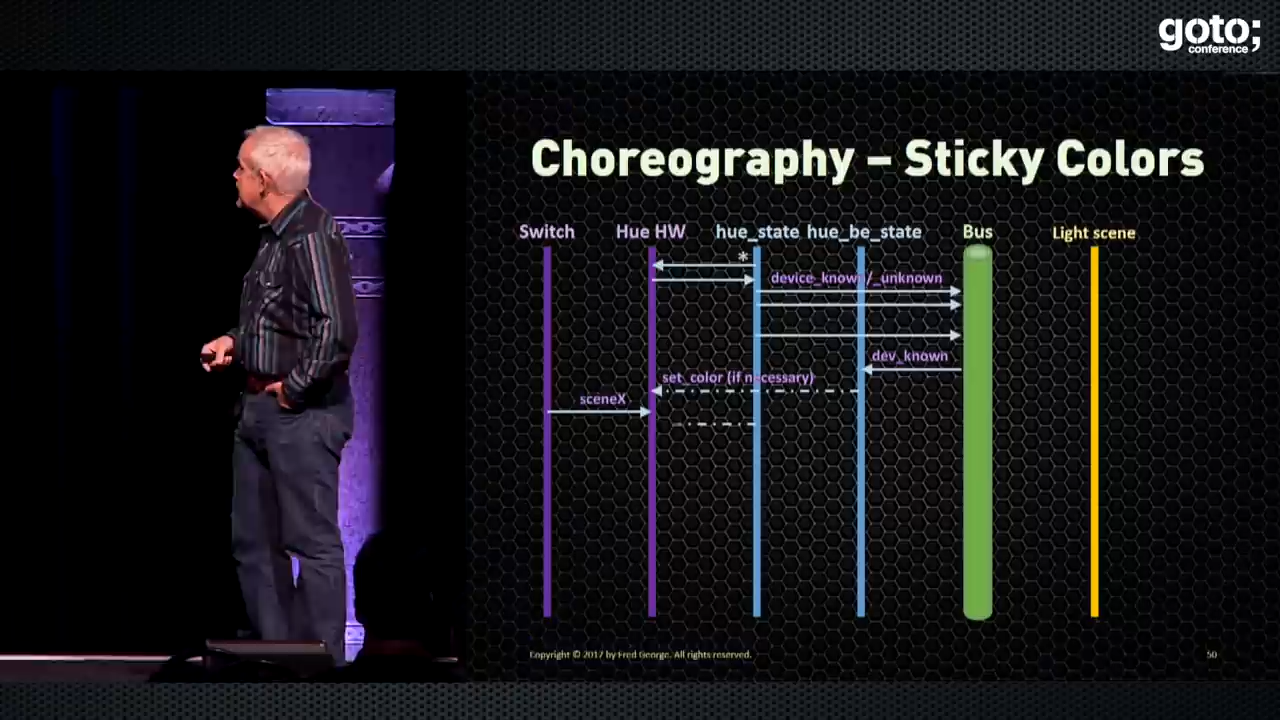 goto;
conference
Choreography – Sticky Colors
Switch Hue HW hue_state hue_be_state Bus Light scene
*
device_known/_unknown
dev_known
set_color (if necessary)
sceneX
Copyright © 2017 by Fred George. All rights reserved. 50